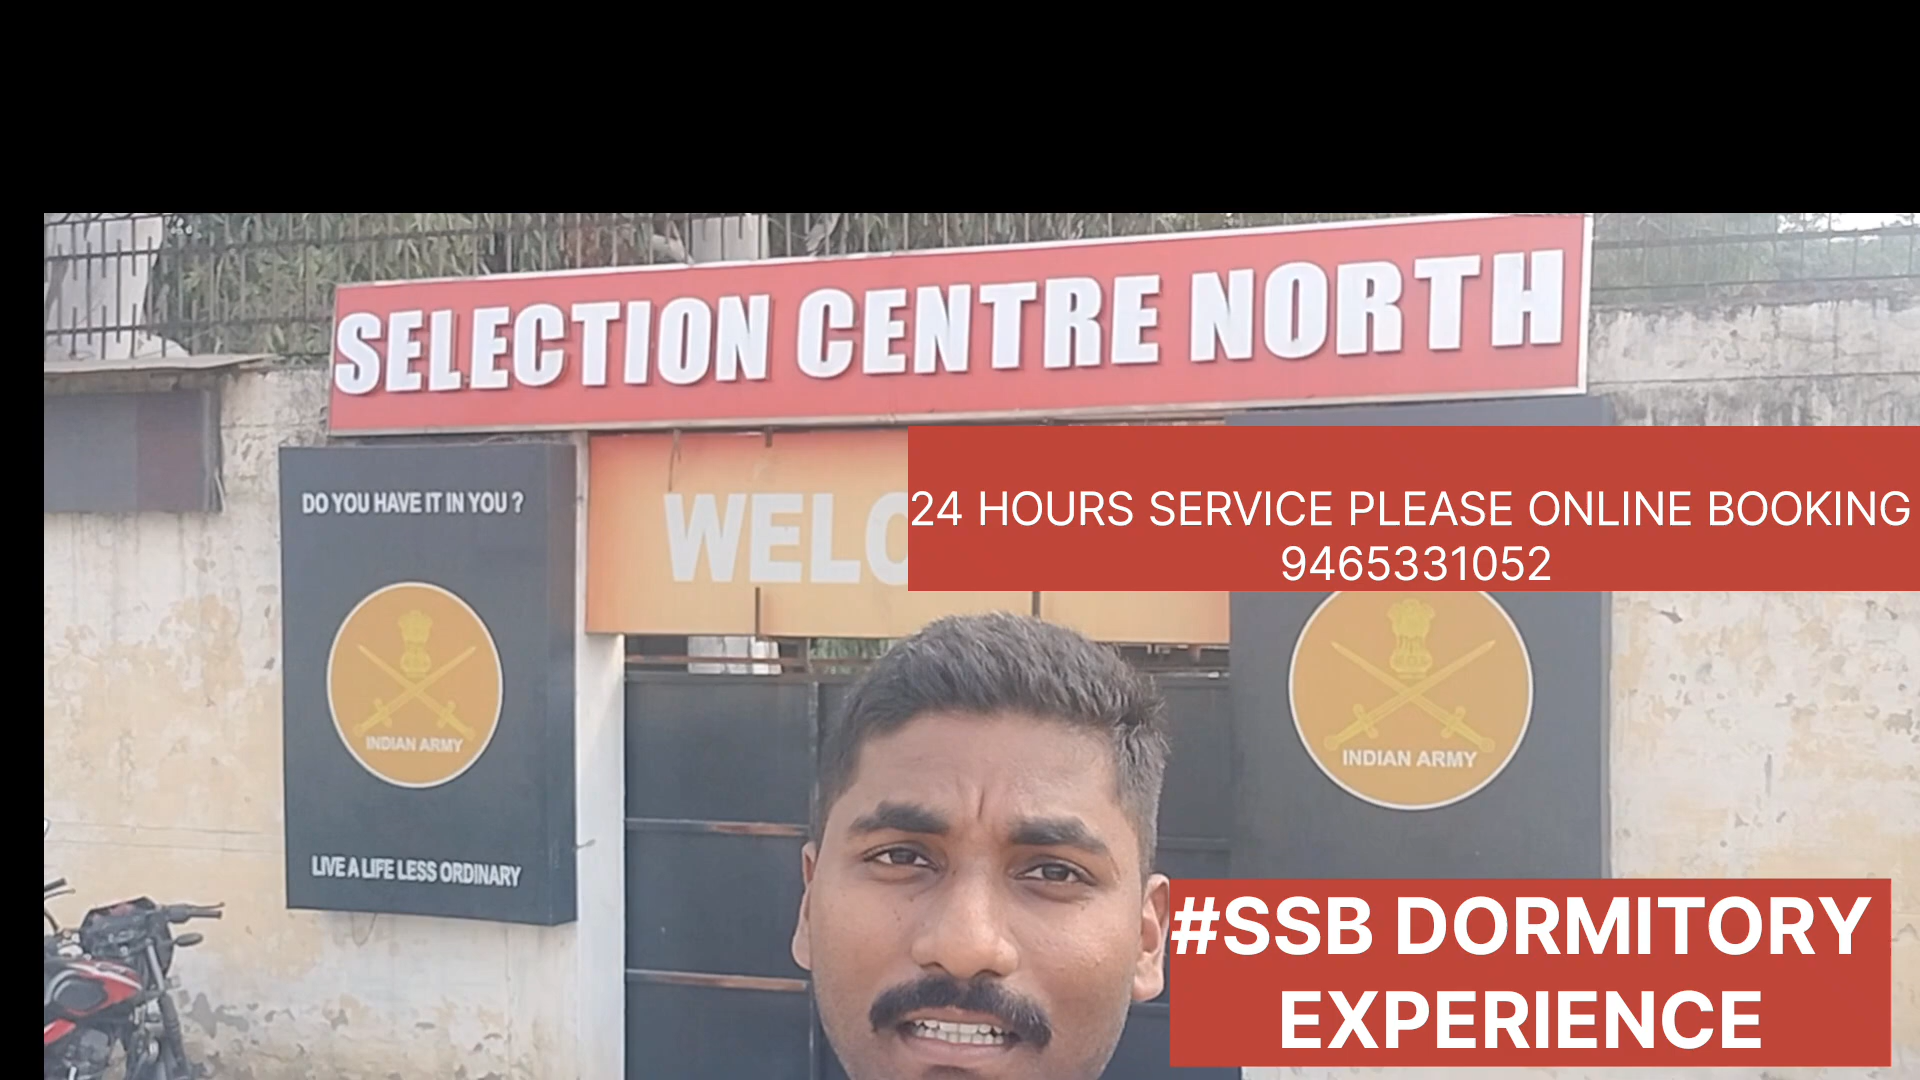 SELECTION CENTRE NORTH
DO YOU HAVE IT IN YOU ?
24 HOURS SERVICE PLEASE ONLINE BOOKING
9465331052
INDIAN ARMY
INDIAN ARMY
LIVE A LIFE LESS ORDINARY
#SSB DORMITORY
EXPERIENCE